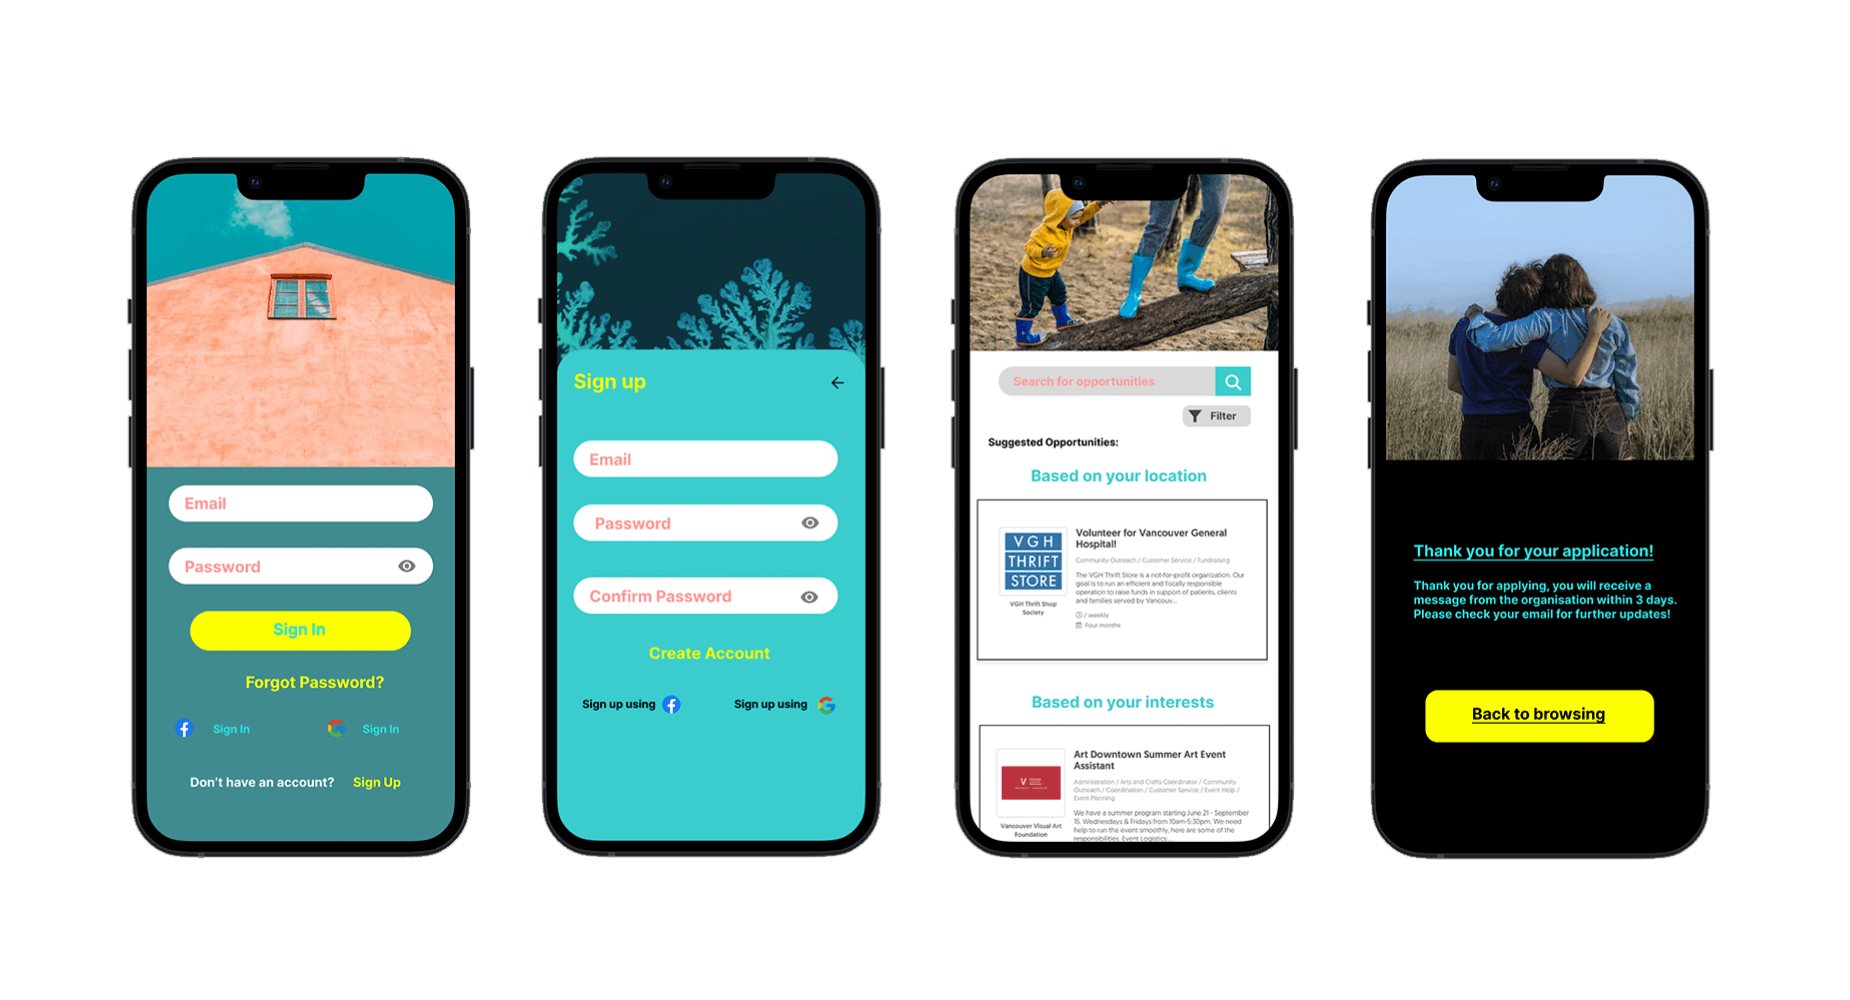 Email
Password
Sign In
Forgot Password?
Sign In
Sign In
Don't have an account? Sign Up
Sign up
Email
Password
Confirm Password
Create Account
Sign up using
Sign up using
Search for opportunities
Filter
Suggested Opportunities:
Based on your location
VGH
THRIFT
STORE
VGH Thrift Shop
Society
Volunteer for Vancouver General
Hospital!
Community Outreach / Customer Service / Fundraising
The VGH Thrift Store is a not-for-profit organization. Our
goal is to run an efficient and fiscally responsible
operation to raise funds in support of patients, clients
and families served by Vancouv...
/ weekly
Four months
Based on your interests
V
Vancouver Visual Art
Foundation
Art Downtown Summer Art Event
Assistant
Administration / Arts and Crafts Coordinator / Community
Outreach / Coordination / Customer Service / Event Help /
Event Planning
We have a summer program starting June 21 - September
15. Wednesdays & Fridays from 10am-5:30pm. We need
help to run the event smoothly, here are some of the
responsibilities. Event Logistics:...
Thank you for your application!
Thank you for applying, you will receive a
message from the organisation within 3 days.
Please check your email for further updates!
Back to browsing